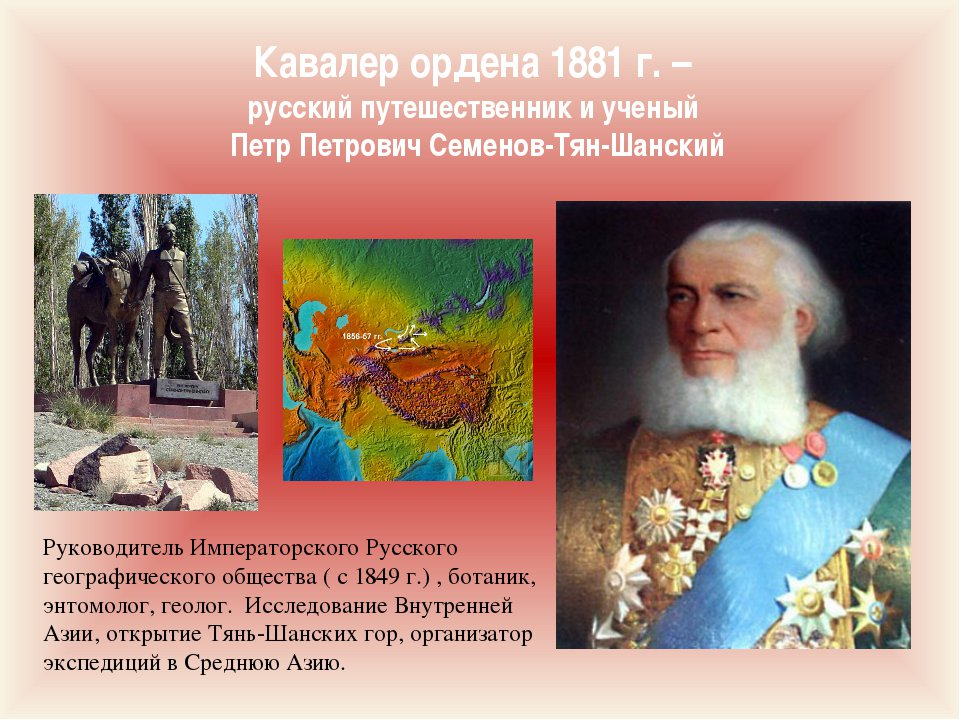 Кавалер ордена 1881 г. –
русский путешественник и ученый
Петр Петрович Семенов-Тян-Шанский
1856-57 гг.
Руководитель Императорского Русского
географического общества ( с 1849 г.) , ботаник,
энтомолог, геолог. Исследование Внутренней
Азии, открытие Тянь-Шанских гор, организатор
экспедиций в Среднюю Азию.